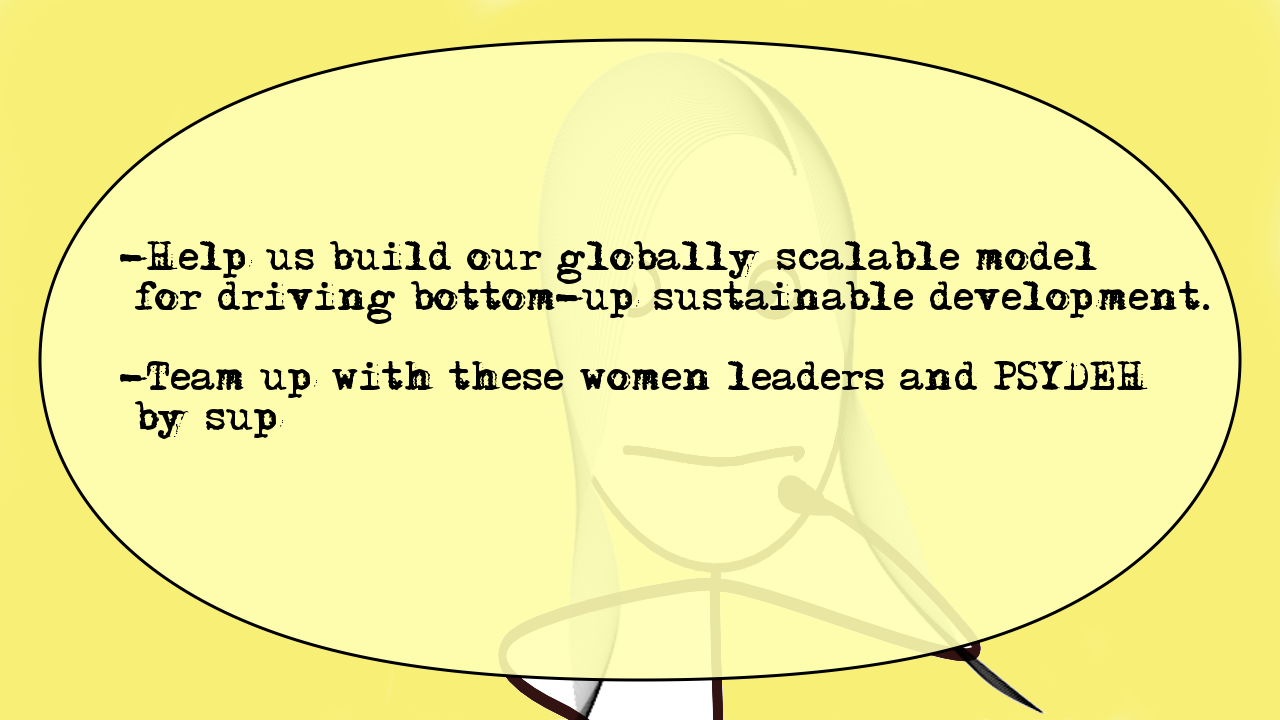 -Help us build our globally scalable model
for driving bottom-up sustainable development.
-Team up with these women leaders and PSYDEH
by sup